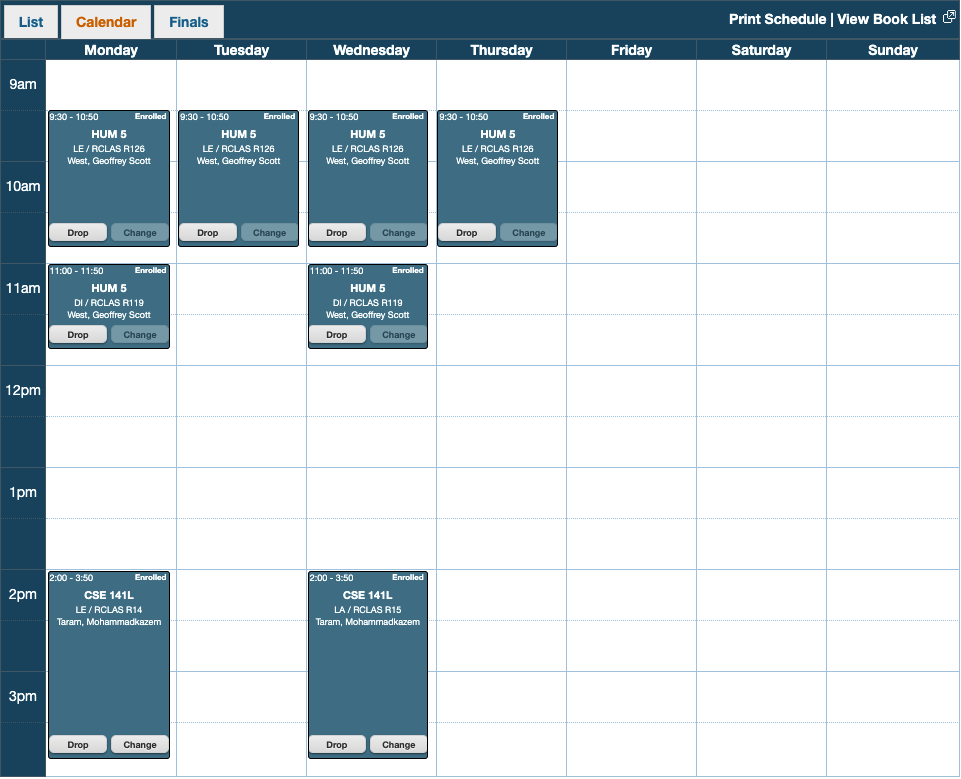 List Calendar Finals Print Schedule | View Book List
Monday Tuesday Wednesday Thursday Friday Saturday Sunday
9am
9:30 - 10:50 Enrolled 9:30 - 10:50 Enrolled 9:30 - 10:50 Enrolled 9:30 - 10:50 Enrolled
HUM 5 HUM 5 HUM 5 HUM 5
LE / RCLAS R126 LE / RCLAS R126 LE / RCLAS R126 LE / RCLAS R126
West, Geoffrey Scott West, Geoffrey Scott West, Geoffrey Scott West, Geoffrey Scott
10am
Drop Change Drop Change Drop Change Drop Change
11:00 - 11:50 Enrolled 11:00 - 11:50 Enrolled
11am HUM 5 HUM 5
DI / RCLAS R119 DI / RCLAS R119
West, Geoffrey Scott West, Geoffrey Scott
Drop Change Drop Change
12pm
1pm
2:00 - 3:50 Enrolled 2:00 - 3:50 Enrolled
2pm CSE 141L CSE 141L
LE / RCLAS R14 LA / RCLAS R15
Taram, Mohammadkazem Taram, Mohammadkazem
3pm
Drop Change Drop Change